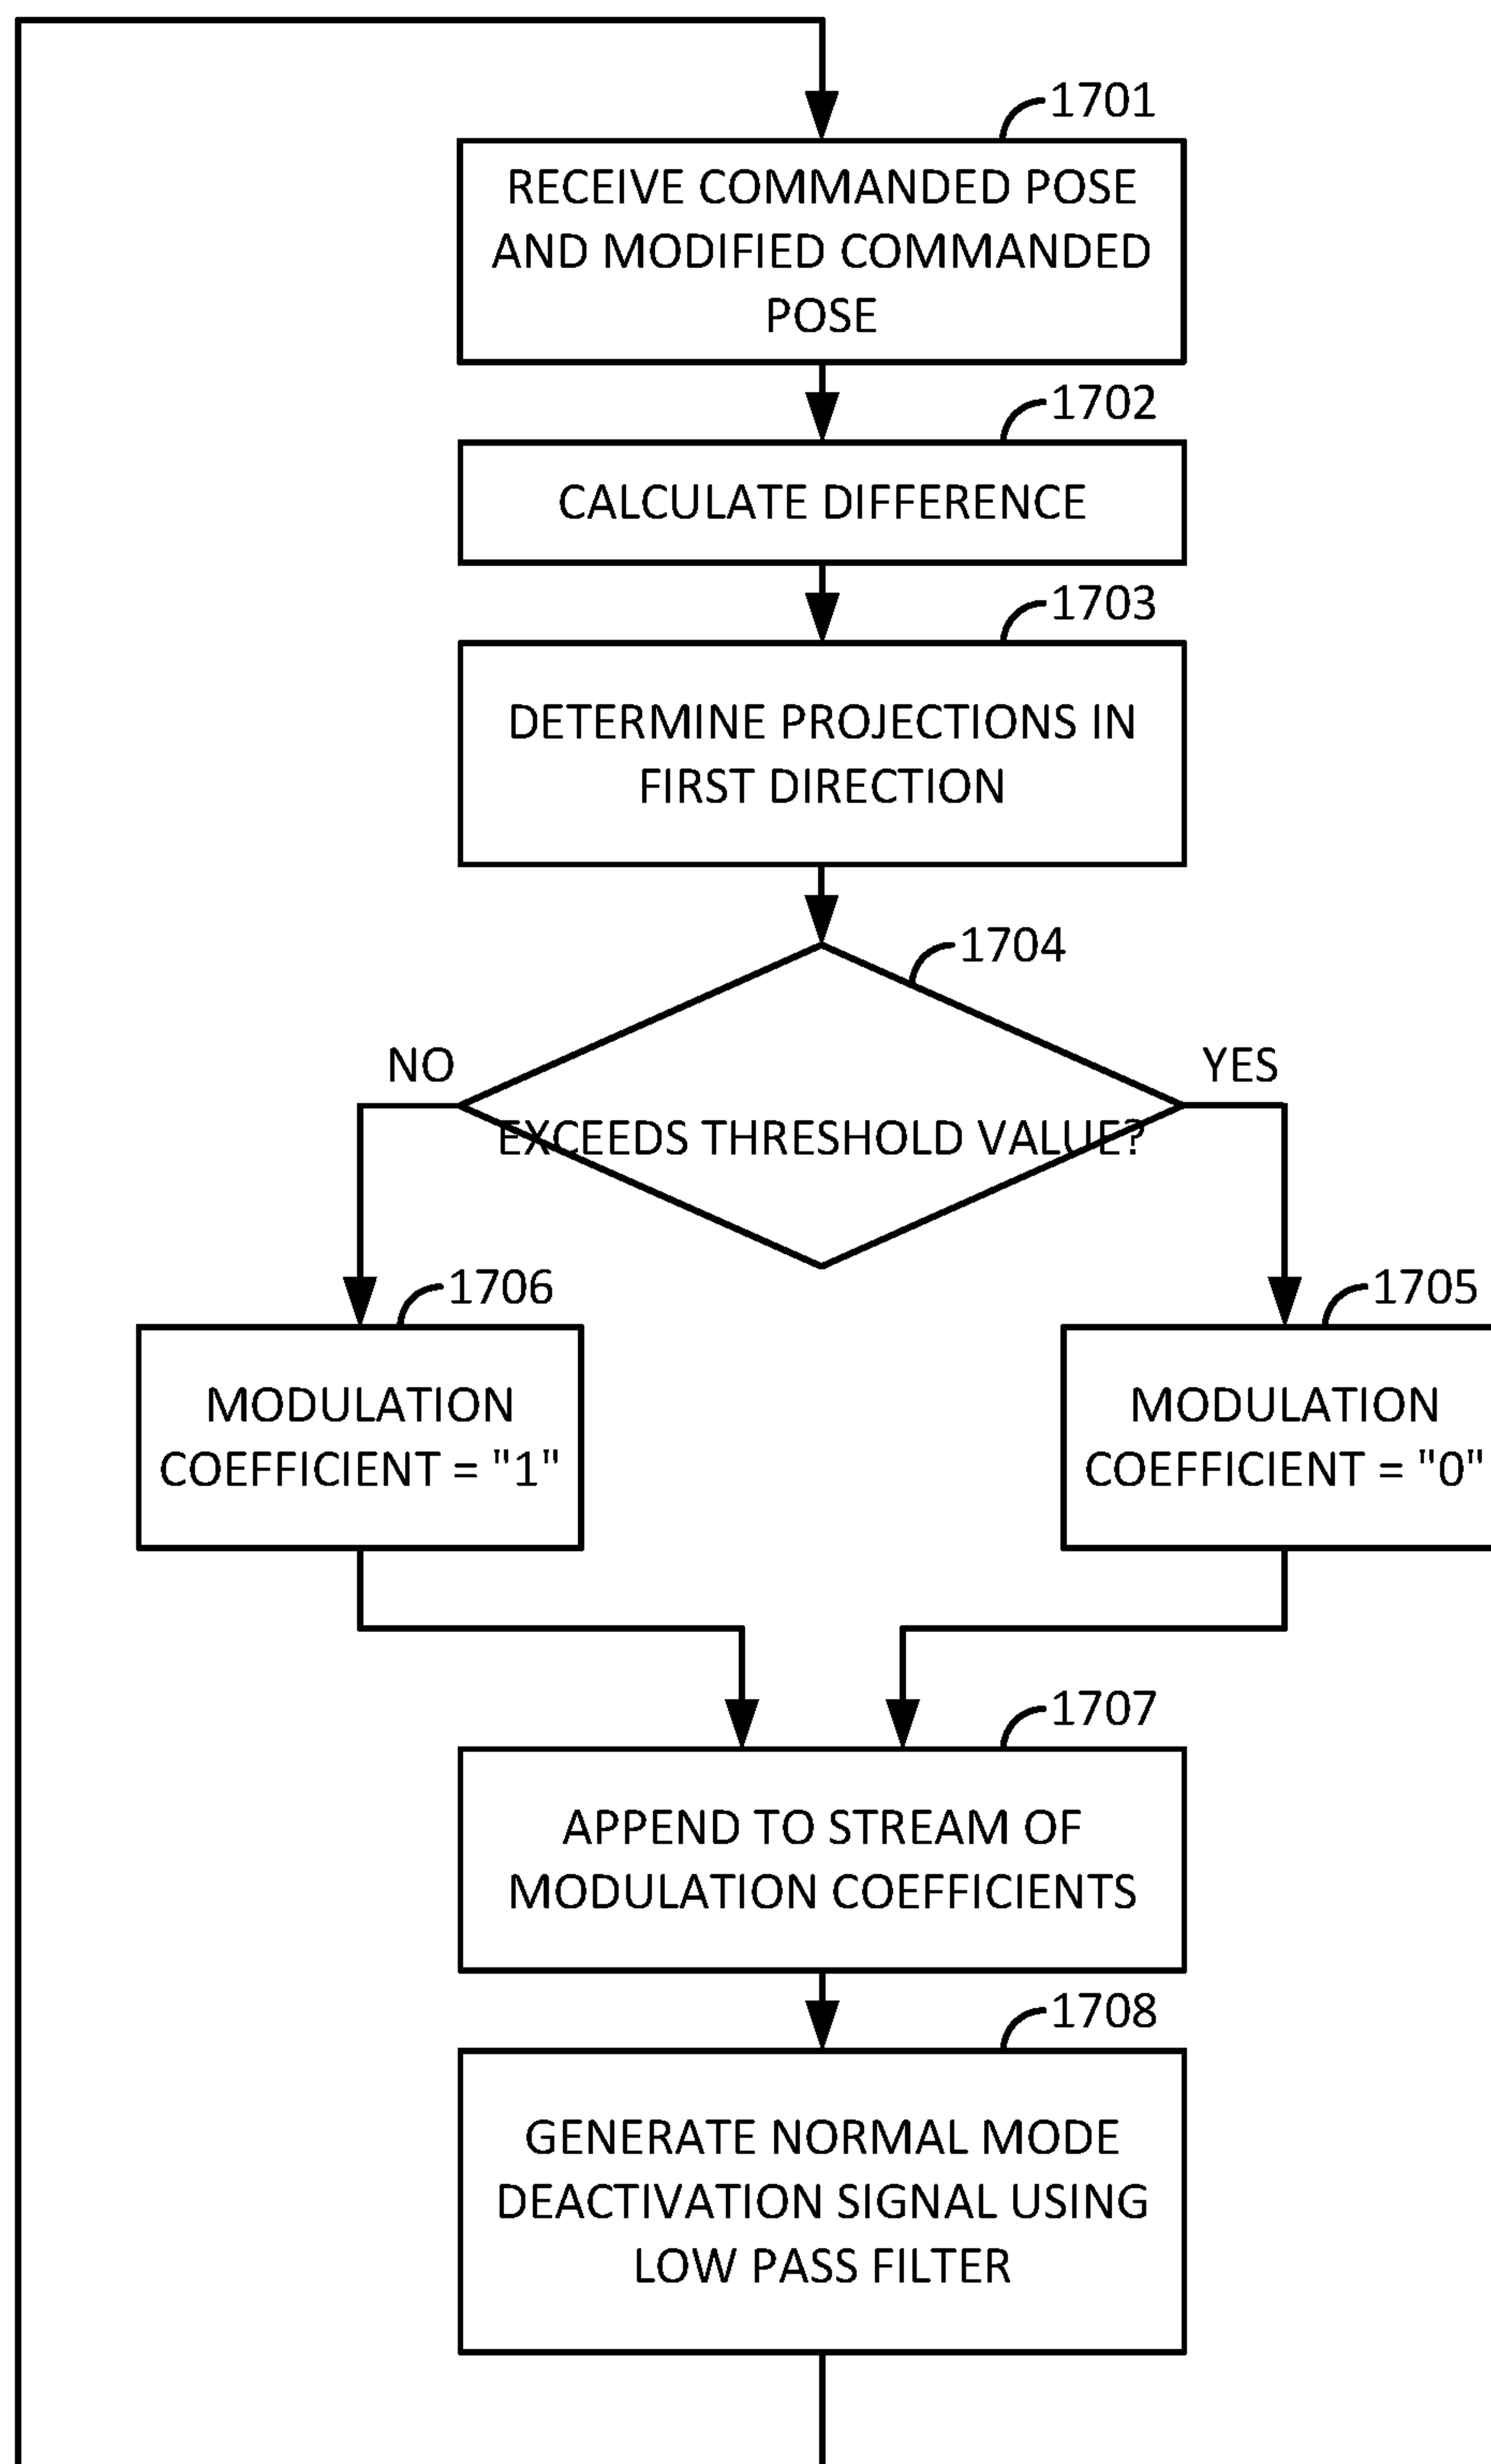 1701
RECEIVE COMMANDED POSE
AND MODIFIED COMMANDED
POSE
1702
CALCULATE DIFFERENCE
1703
DETERMINE PROJECTIONS IN
FIRST DIRECTION
1704
NO
YES
EXCEEDS THRESHOLD VALUE?
1706
1705
MODULATION
COEFFICIENT = "1"
MODULATION
COEFFICIENT = "0"
1707
APPEND TO STREAM OF
MODULATION COEFFICIENTS
1708
GENERATE NORMAL MODE
DEACTIVATION SIGNAL USING
LOW PASS FILTER